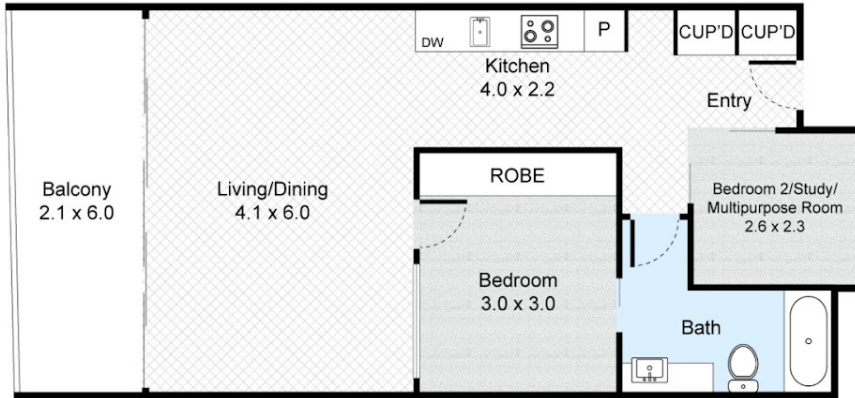 CUP'D CUP'D
DW
P
Kitchen
4.0 x 2.2
Entry
Balcony
2.1 x 6.0
Living/Dining
4.1 x 6.0
ROBE
Bedroom 2/Study/
Multipurpose Room
2.6 x 2.3
Bedroom
3.0 x 3.0
Bath